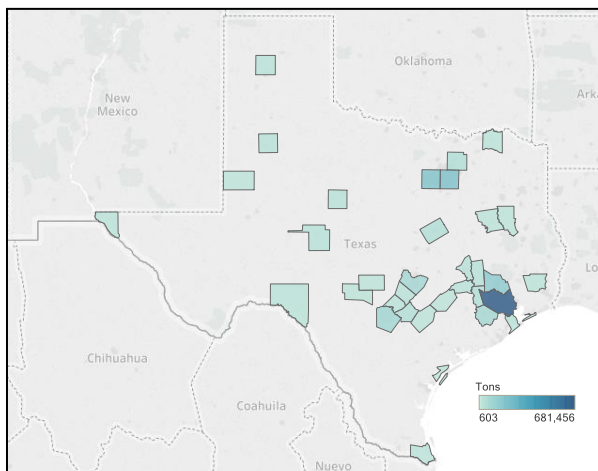 Oklahoma
New
Mexico
Ark
Texas
Lo
Chihuahua
Coahuila
Nuevo
Tons
603
681,456